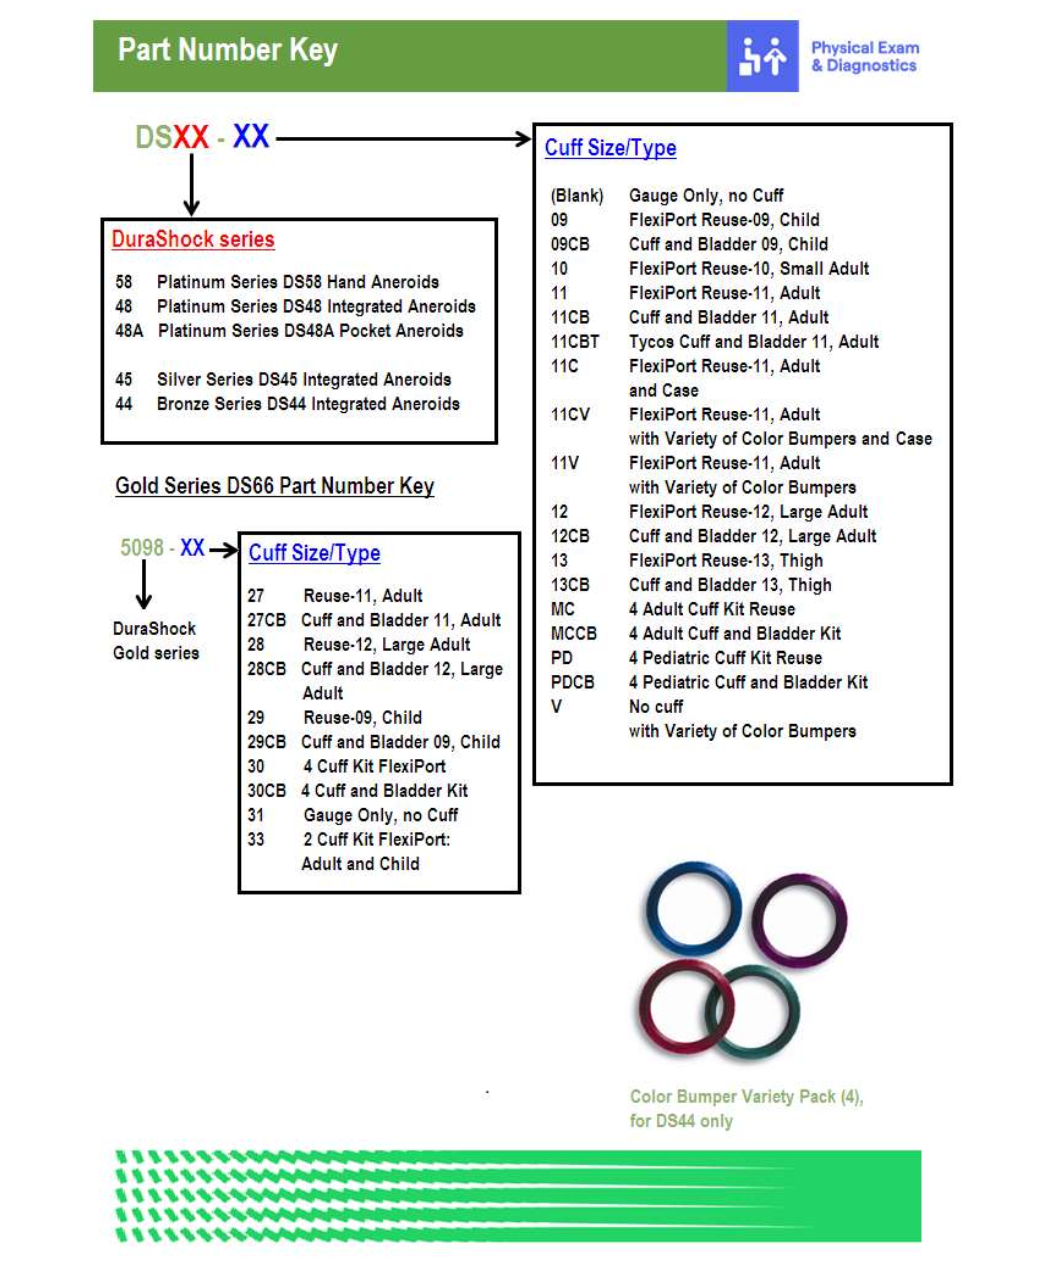 Part Number Key
Physical Exam
& Diagnostics
DSXX - XX
DuraShock series
58 Platinum Series DS58 Hand Aneroids
48 Platinum Series DS48 Integrated Aneroids
48A Platinum Series DS48A Pocket Aneroids
45 Silver Series DS45 Integrated Aneroids
44 Bronze Series DS44 Integrated Aneroids
Cuff Size/Type
(Blank) Gauge Only, no Cuff
09 FlexiPort Reuse-09, Child
09CB Cuff and Bladder 09, Child
10 FlexiPort Reuse-10, Small Adult
11 FlexiPort Reuse-11, Adult
11CB Cuff and Bladder 11, Adult
11CBT Tycos Cuff and Bladder 11, Adult
11C FlexiPort Reuse-11, Adult
and Case
11CV FlexiPort Reuse-11, Adult
with Variety of Color Bumpers and Case
11V FlexiPort Reuse-11, Adult
with Variety of Color Bumpers
12 FlexiPort Reuse-12, Large Adult
12CB Cuff and Bladder 12, Large Adult
13 FlexiPort Reuse-13, Thigh
13CB Cuff and Bladder 13, Thigh
MC 4 Adult Cuff Kit Reuse
MCCB 4 Adult Cuff and Bladder Kit
PD 4 Pediatric Cuff Kit Reuse
PDCB 4 Pediatric Cuff and Bladder Kit
V No cuff
with Variety of Color Bumpers
Gold Series DS66 Part Number Key
5098 - XX
DuraShock
Gold series
Cuff Size/Type
27 Reuse-11, Adult
27CB Cuff and Bladder 11, Adult
28 Reuse-12, Large Adult
28CB Cuff and Bladder 12, Large
Adult
29 Reuse-09, Child
29CB Cuff and Bladder 09, Child
30 4 Cuff Kit FlexiPort
30CB 4 Cuff and Bladder Kit
31 Gauge Only, no Cuff
33 2 Cuff Kit FlexiPort:
Adult and Child
Color Bumper Variety Pack (4),
for DS44 only